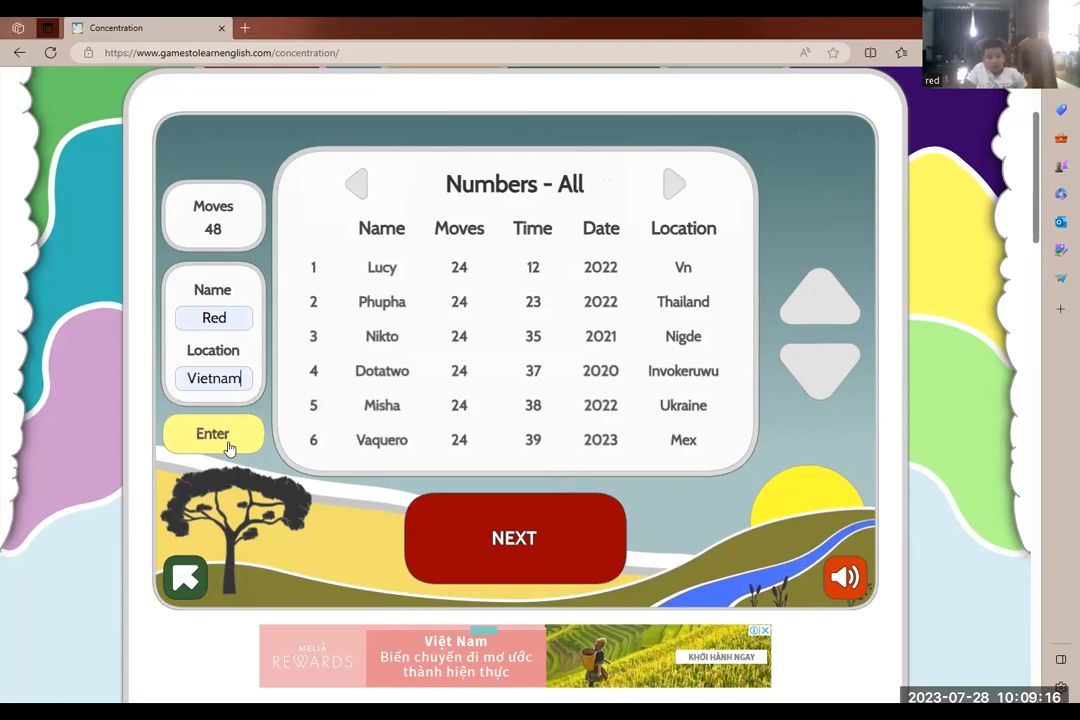 Concentration
https://www.gamestolearnenglish.com/concentration/
red
Numbers - All
Moves
48
Name Moves Time Date Location
1 Lucy 24 12 2022 Vn
2 Phupha 24 23 2022 Thailand
3 Nikto 24 35 2021 Nigde
4 Dotatwo 24 37 2020 Invokeruwu
5 Misha 24 38 2022 Ukraine
6 Vaquero 24 39 2023 Mex
Name
Red
Location
Vietnam
Enter
NEXT
MELIÁ
REWARDS
Việt Nam
Biến chuyến đi mơ ước
thành hiện thực
KHỞI HÀNH NGAY
2023-07-28 10:09:16